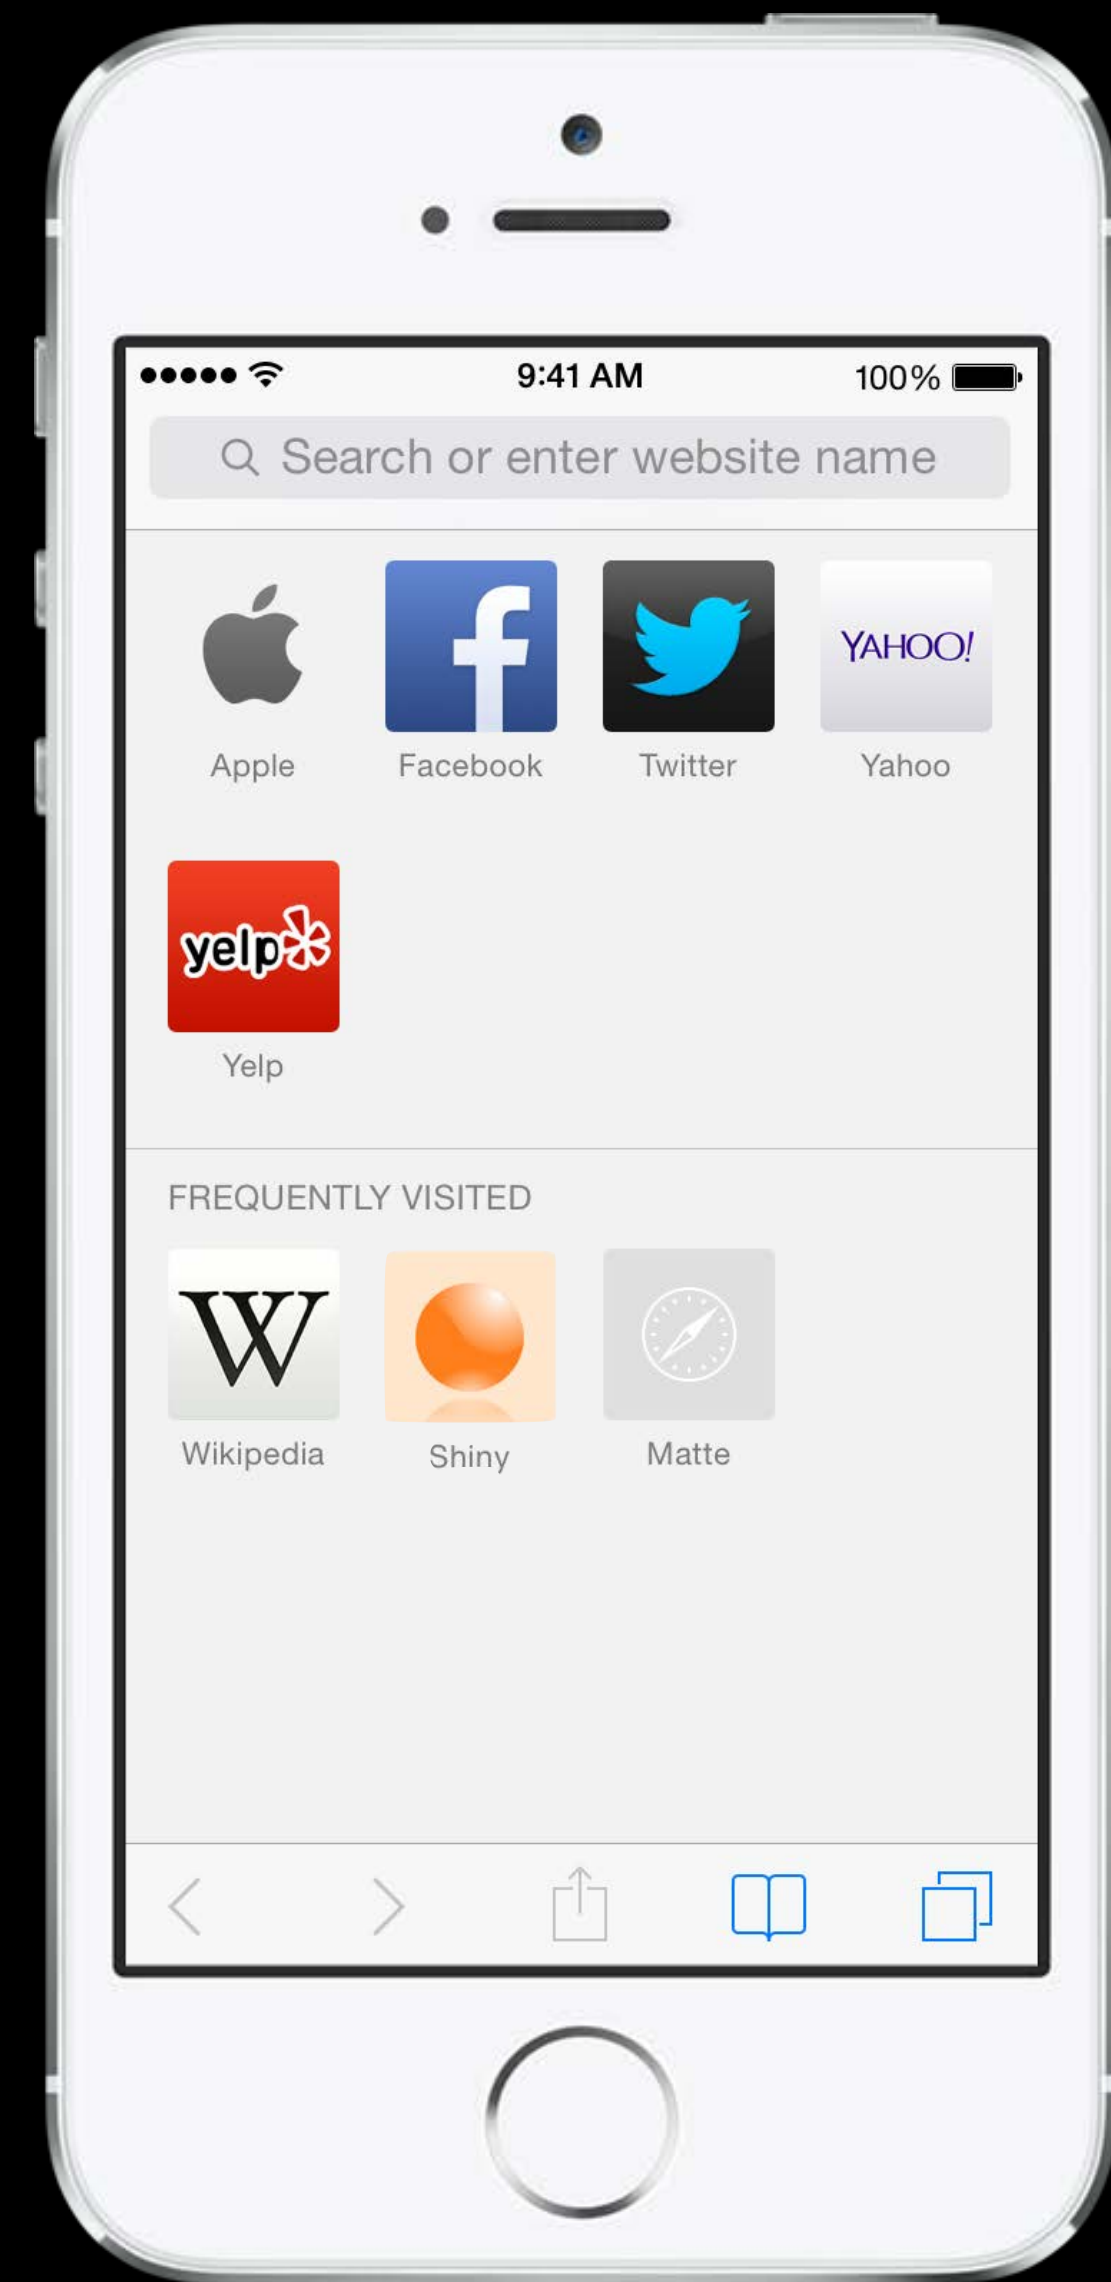 9:41 AM 100%
Search or enter website name
YAHOO!
Apple Facebook Twitter Yahoo
yelp
Yelp
FREQUENTLY VISITED
W
Wikipedia Shiny Matte